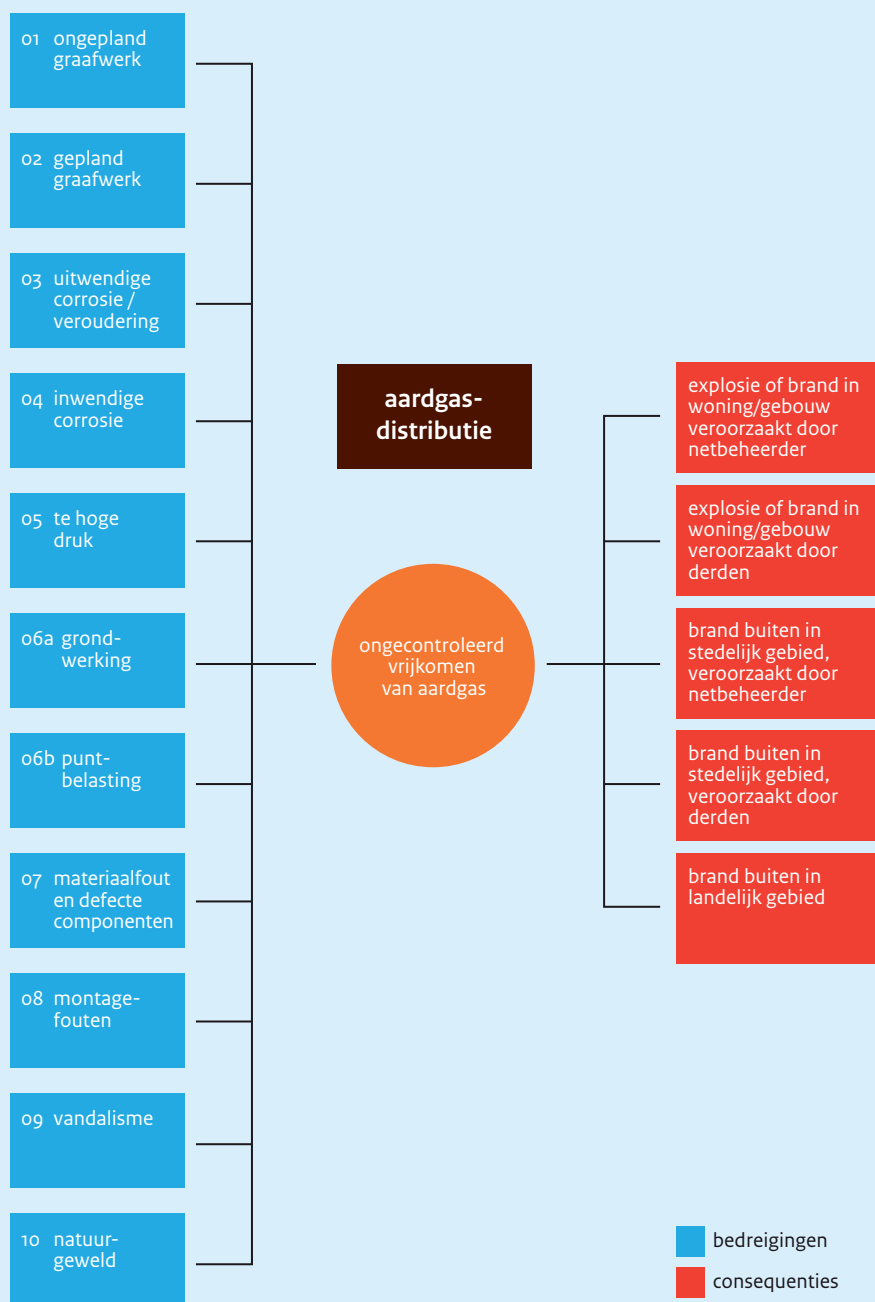 01 ongepland
graafwerk
02 gepland
graafwerk
03 uitwendige
corrosie /
veroudering
04 inwendige
corrosie
05 te hoge
druk
06a grond-
werking
06b punt-
belasting
07 materiaalfout
en defecte
componenten
08 montage-
fouten
09 vandalisme
10 natuur-
geweld
aardgas-
distributie
ongecontroleerd
vrijkomen
van aardgas
explosie of brand in
woning/gebouw
veroorzaakt door
netbeheerder
explosie of brand in
woning/gebouw
veroorzaakt door
derden
brand buiten in
stedelijk gebied,
veroorzaakt door
netbeheerder
brand buiten in
stedelijk gebied,
veroorzaakt door
derden
brand buiten in
landelijk gebied
bedreigingen
consequenties